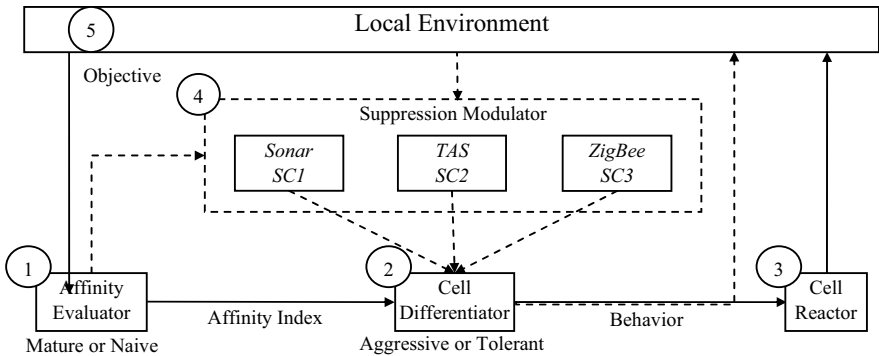 5
Local Environment
Objective
4
Suppression Modulator
Sonar
SC1
TAS
SC2
ZigBee
SC3
1
Affinity
Evaluator
Mature or Naive
Affinity Index
2
Cell
Differentiator
Aggressive or Tolerant
Behavior
3
Cell
Reactor